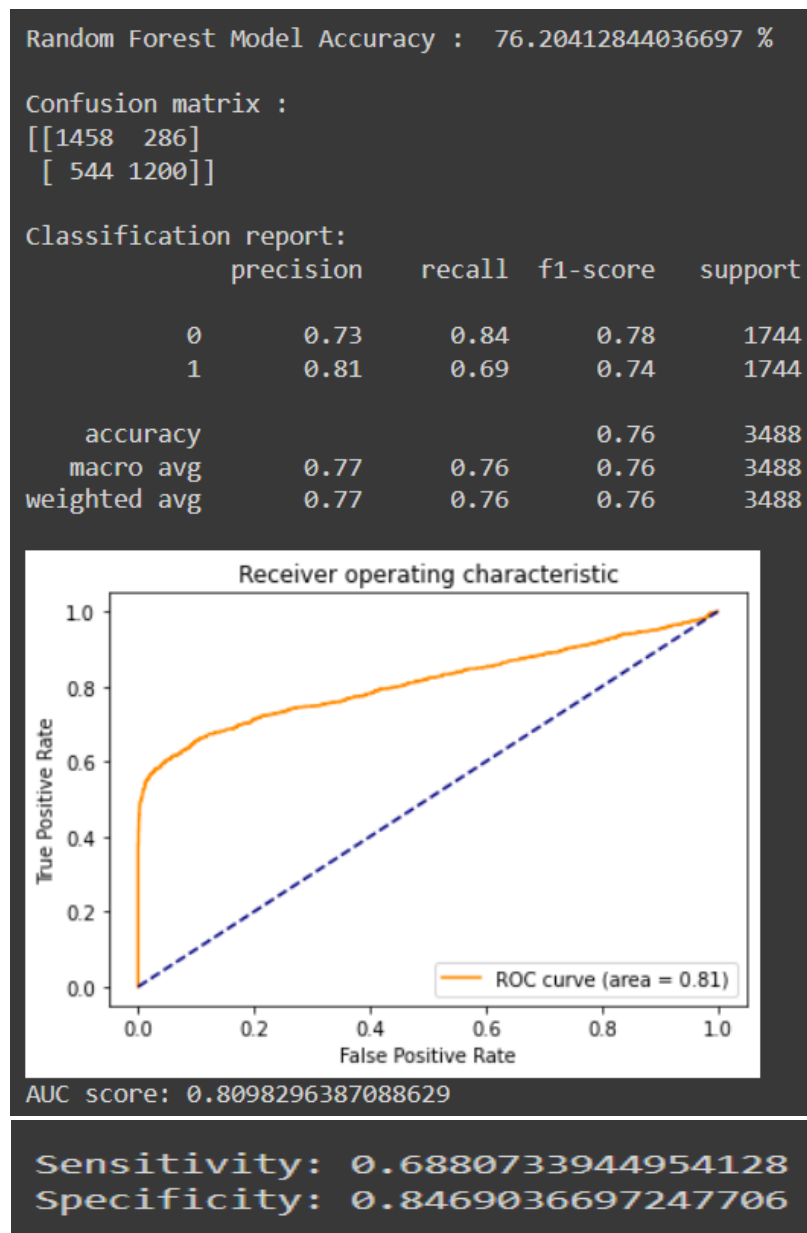 Random Forest Model Accuracy :  76.20412844036697 %
Confusion matrix :
[[1458  286]
 [ 544 1200]]
Classification report:
precision    recall  f1-score   support
0       0.73      0.84      0.78      1744
1       0.81      0.69      0.74      1744
accuracy                           0.76      3488
macro avg       0.77      0.76      0.76      3488
weighted avg       0.77      0.76      0.76      3488
Receiver operating characteristic
1.0
0.8
0.6
0.4
0.2
0.0
True Positive Rate
ROC curve (area = 0.81)
0.0 0.2 0.4 0.6 0.8 1.0
False Positive Rate
AUC score: 0.8098296387088629
Sensitivity: 0.6880733944954128
Specificity: 0.8469036697247706